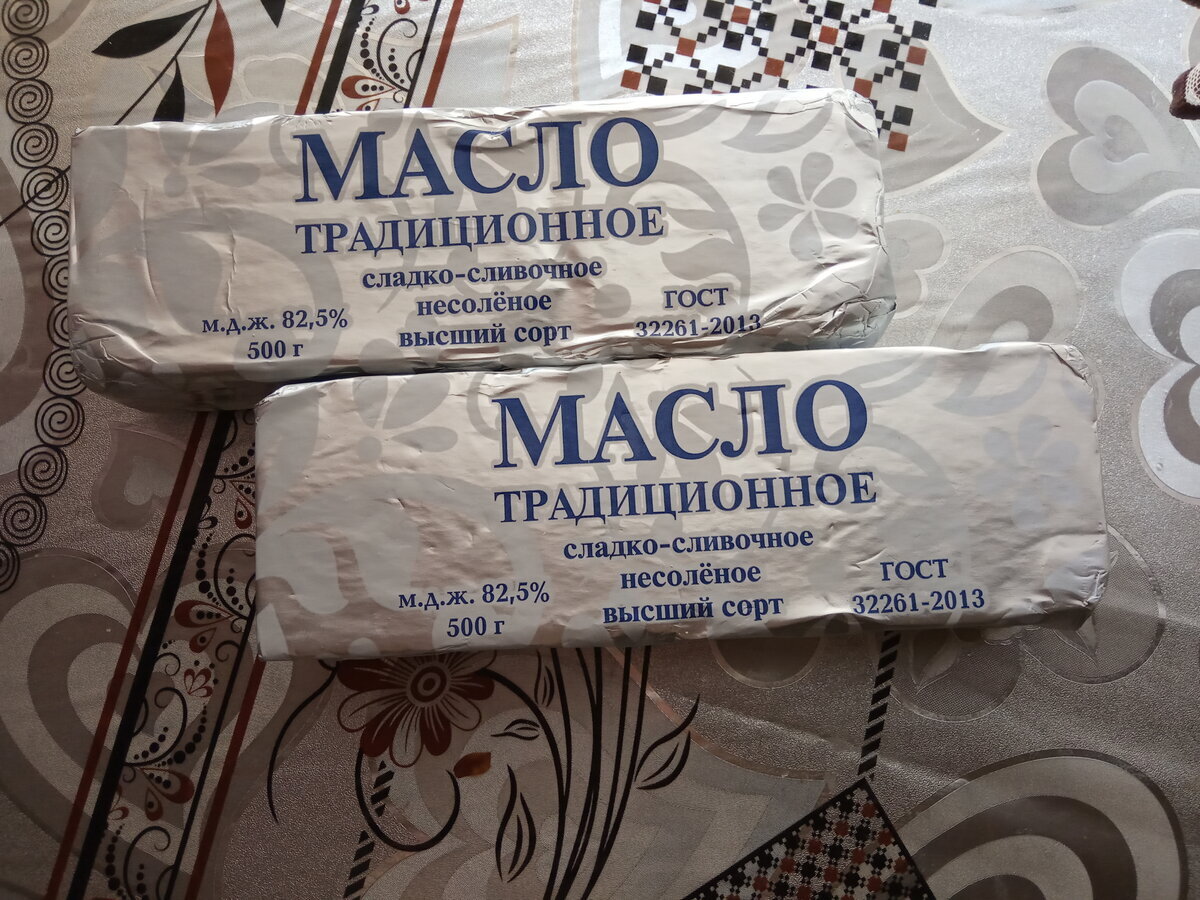 МАСЛО
ТРАДИЦИОННОЕ
сладко-сливочное
несолёное
высший сорт
м.д.ж. 82,5%
500 г
ГОСТ
32261-2013
МАСЛО
ТРАДИЦИОННОЕ
сладко-сливочное
несолёное
высший сорт
м.д.ж. 82,5%
500 г
ГОСТ
32261-2013